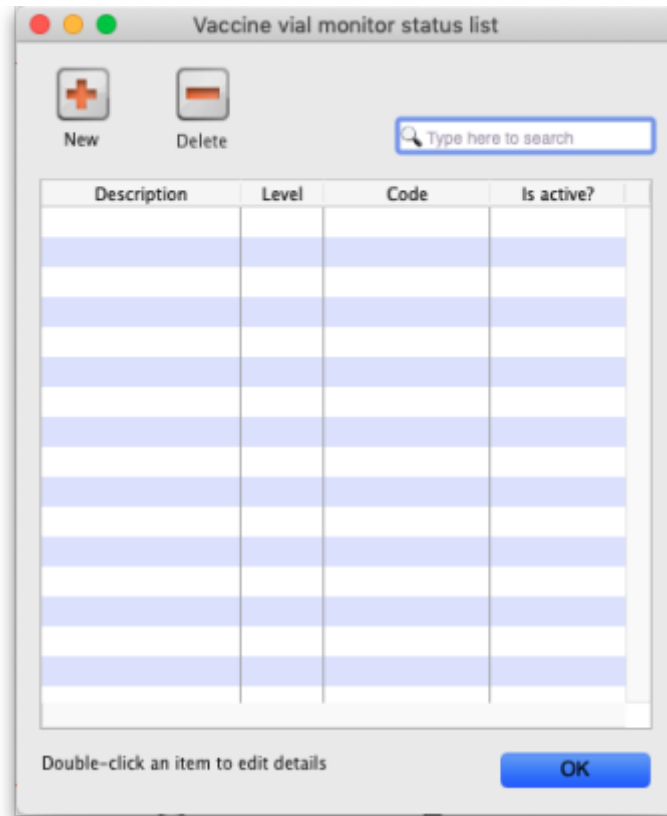 Vaccine vial monitor status list
New Delete
Type here to search
Description Level Code Is active?
Double-click an item to edit details
OK